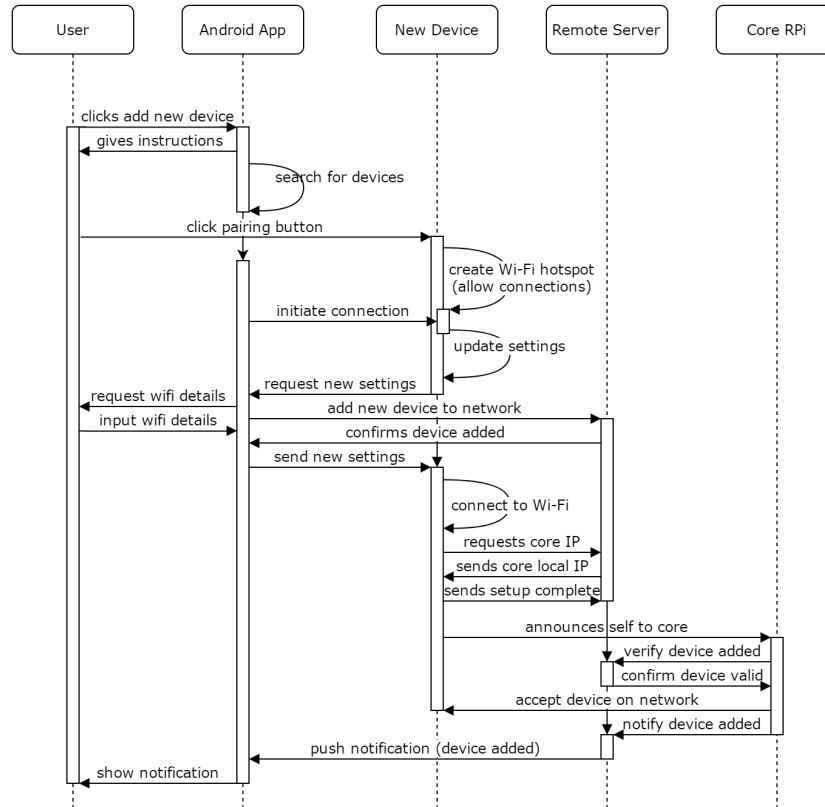 User
Android App
New Device
Remote Server
Core RPi
clicks add new device
gives instructions
search for devices
click pairing button
create Wi-Fi hotspot
(allow connections)
initiate connection
update settings
request new settings
request wifi details
add new device to network
input wifi details
confirms device added
send new settings
connect to Wi-Fi
requests core IP
sends core local IP
sends setup complete
announces self to core
verify device added
confirm device valid
accept device on network
notify device added
push notification (device added)
show notification